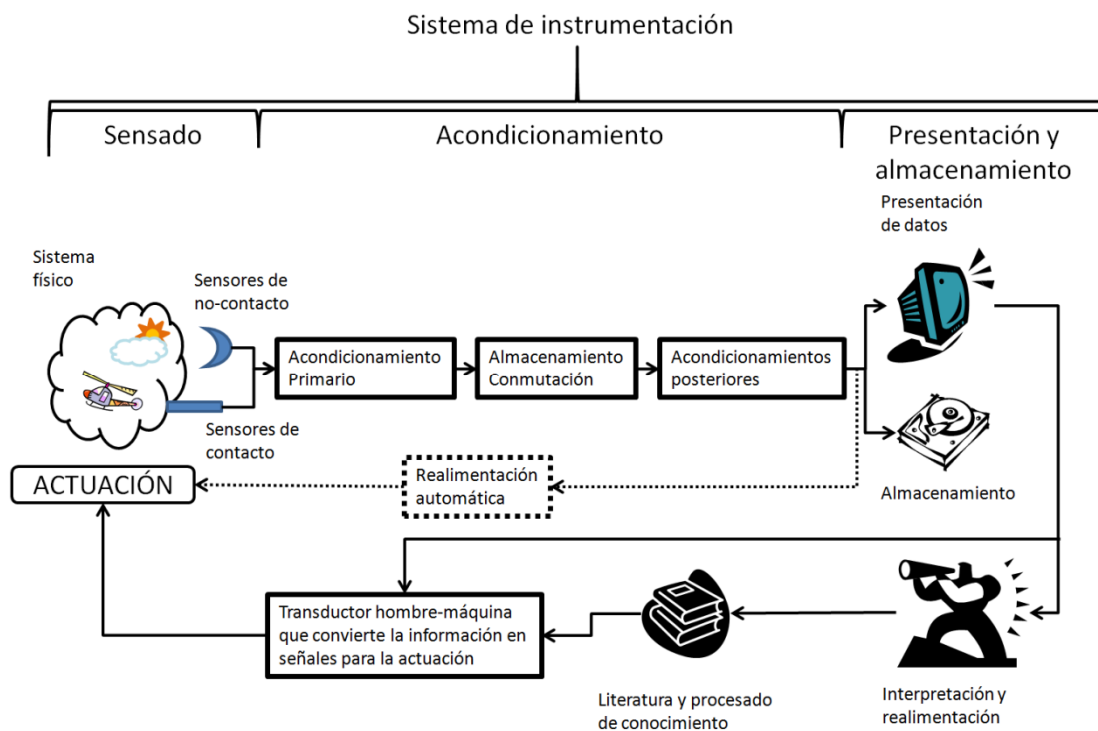 Sistema de instrumentación
Sensado
Acondicionamiento
Presentación y
almacenamiento
Presentación
de datos
Sistema
físico
Sensores de
no-contacto
Acondicionamiento
Primario
Almacenamiento
Conmutación
Acondicionamientos
posteriores
Sensores de
contacto
ACTUACIÓN
Realimentación
automática
Almacenamiento
Transductor hombre-máquina
que convierte la información en
señales para la actuación
Literatura y procesado
de conocimiento
Interpretación y
realimentación